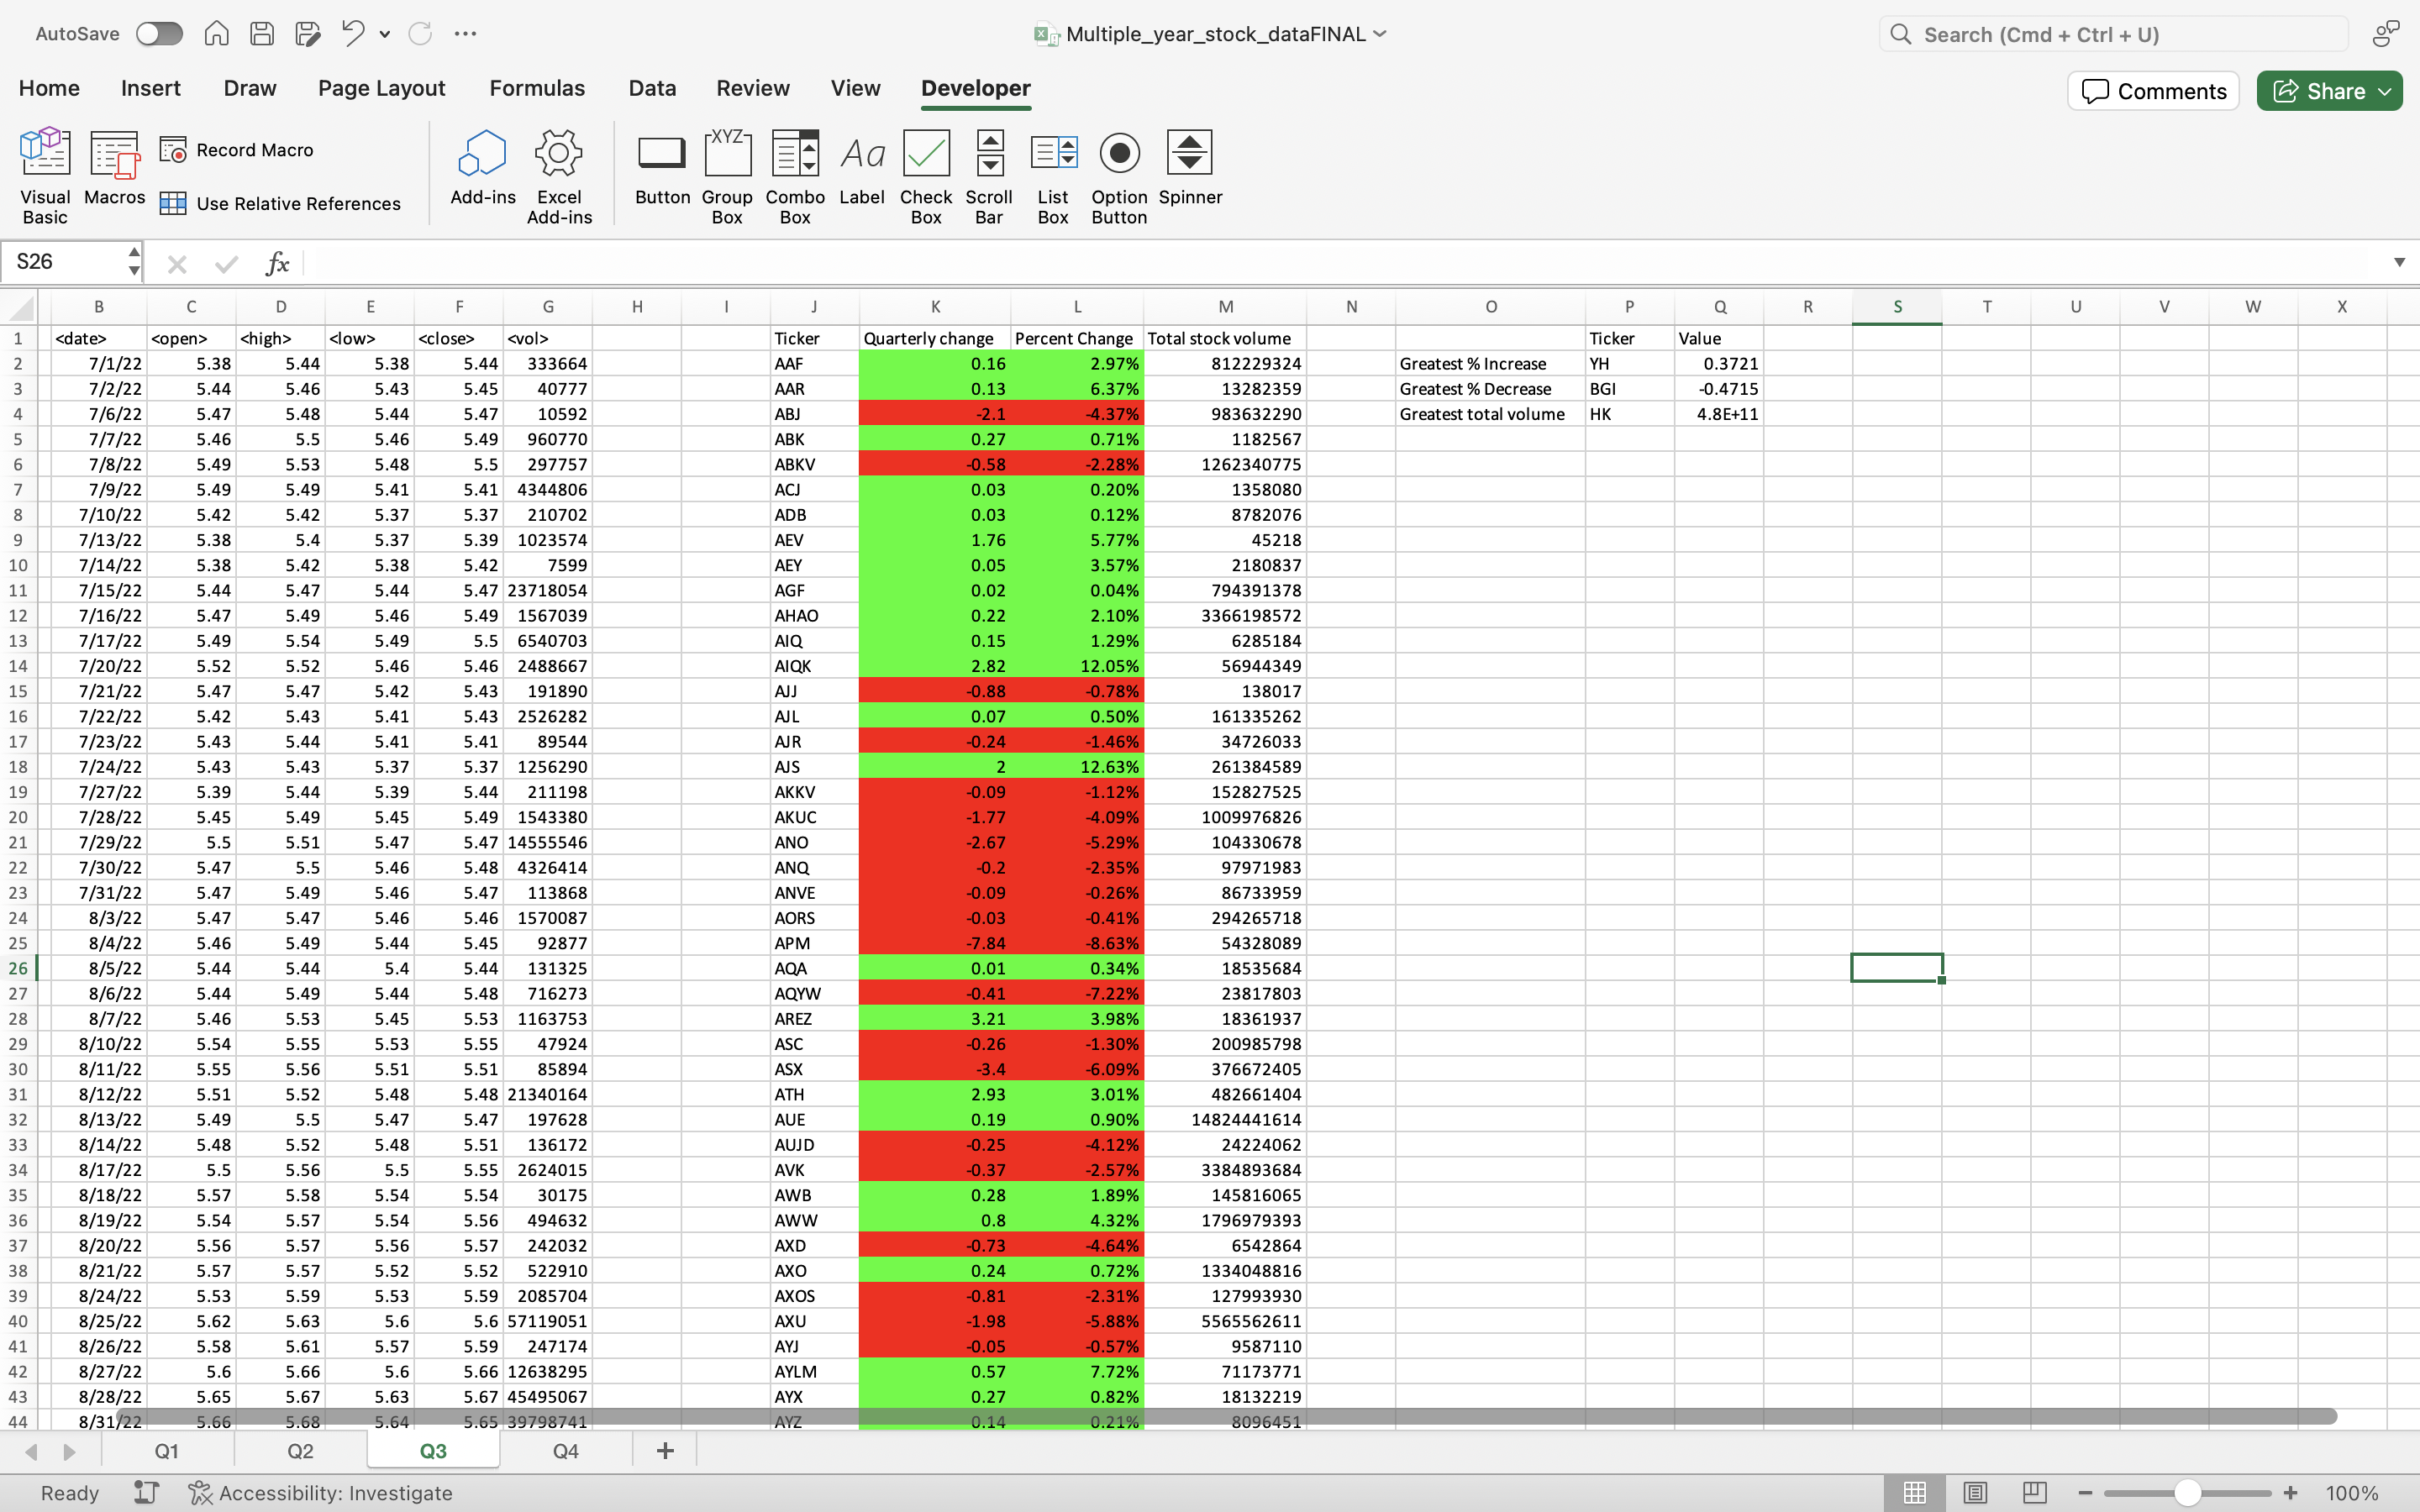 AutoSave Multiple_year_stock_dataFINAL Search (Cmd + Ctrl + U)
Home Insert Draw Page Layout Formulas Data Review View Developer Comments Share
Visual Basic Macros Record Macro Use Relative References Add-ins Excel Add-ins XYZ Button Group Box Combo Box Aa Label Check Box Scroll Bar List Box Option Button Spinner
S26 fx
B C D E F G H I J K L M N O P Q R S T U V W X
1 <date> <open> <high> <low> <close> <vol> Ticker Quarterly change Percent Change Total stock volume Ticker Value
2 7/1/22 5.38 5.44 5.38 5.44 333664 AAF 0.16 2.97% 812229324 Greatest % Increase YH 0.3721
3 7/2/22 5.44 5.46 5.43 5.45 40777 AAR 0.13 6.37% 13282359 Greatest % Decrease BGI -0.4715
4 7/6/22 5.47 5.48 5.44 5.47 10592 ABJ -2.1 -4.37% 983632290 Greatest total volume HK 4.8E+11
5 7/7/22 5.46 5.5 5.46 5.49 960770 ABK 0.27 0.71% 1182567
6 7/8/22 5.49 5.53 5.48 5.5 297757 ABKV -0.58 -2.28% 1262340775
7 7/9/22 5.49 5.49 5.41 5.41 4344806 ACJ 0.03 0.20% 1358080
8 7/10/22 5.42 5.42 5.37 5.37 210702 ADB 0.03 0.12% 8782076
9 7/13/22 5.38 5.4 5.37 5.39 1023574 AEV 1.76 5.77% 45218
10 7/14/22 5.38 5.42 5.38 5.42 7599 AEY 0.05 3.57% 2180837
11 7/15/22 5.44 5.47 5.44 5.47 23718054 AGF 0.02 0.04% 794391378
12 7/16/22 5.47 5.49 5.46 5.49 1567039 AHAO 0.22 2.10% 3366198572
13 7/17/22 5.49 5.54 5.49 5.5 6540703 AIQ 0.15 1.29% 6285184
14 7/20/22 5.52 5.52 5.46 5.46 2488667 AIQK 2.82 12.05% 56944349
15 7/21/22 5.47 5.47 5.42 5.43 191890 AJJ -0.88 -0.78% 138017
16 7/22/22 5.42 5.43 5.41 5.43 2526282 AJL 0.07 0.50% 161335262
17 7/23/22 5.43 5.44 5.41 5.41 89544 AJR -0.24 -1.46% 34726033
18 7/24/22 5.43 5.43 5.37 5.37 1256290 AJS 2 12.63% 261384589
19 7/27/22 5.39 5.44 5.39 5.44 211198 AKKV -0.09 -1.12% 152827525
20 7/28/22 5.45 5.49 5.45 5.49 1543380 AKUC -1.77 -4.09% 1009976826
21 7/29/22 5.5 5.51 5.47 5.47 14555546 ANO -2.67 -5.29% 104330678
22 7/30/22 5.47 5.5 5.46 5.48 4326414 ANQ -0.2 -2.35% 97971983
23 7/31/22 5.47 5.49 5.46 5.47 113868 ANVE -0.09 -0.26% 86733959
24 8/3/22 5.47 5.47 5.46 5.46 1570087 AORS -0.03 -0.41% 294265718
25 8/4/22 5.46 5.49 5.44 5.45 92877 APM -7.84 -8.63% 54328089
26 8/5/22 5.44 5.44 5.4 5.44 131325 AQA 0.01 0.34% 18535684
27 8/6/22 5.44 5.49 5.44 5.48 716273 AQYW -0.41 -7.22% 23817803
28 8/7/22 5.46 5.53 5.45 5.53 1163753 AREZ 3.21 3.98% 18361937
29 8/10/22 5.54 5.55 5.53 5.55 47924 ASC -0.26 -1.30% 200985798
30 8/11/22 5.55 5.56 5.51 5.51 85894 ASX -3.4 -6.09% 376672405
31 8/12/22 5.51 5.52 5.48 5.48 21340164 ATH 2.93 3.01% 482661404
32 8/13/22 5.49 5.5 5.47 5.47 197628 AUE 0.19 0.90% 14824441614
33 8/14/22 5.48 5.52 5.48 5.51 136172 AUJD -0.25 -4.12% 24224062
34 8/17/22 5.5 5.56 5.5 5.55 2624015 AVK -0.37 -2.57% 3384893684
35 8/18/22 5.57 5.58 5.54 5.54 30175 AWB 0.28 1.89% 145816065
36 8/19/22 5.54 5.57 5.54 5.56 494632 AWW 0.8 4.32% 1796979393
37 8/20/22 5.56 5.57 5.56 5.57 242032 AXD -0.73 -4.64% 6542864
38 8/21/22 5.57 5.57 5.52 5.52 522910 AXO 0.24 0.72% 1334048816
39 8/24/22 5.53 5.59 5.53 5.59 2085704 AXOS -0.81 -2.31% 127993930
40 8/25/22 5.62 5.63 5.6 5.6 57119051 AXU -1.98 -5.88% 5565562611
41 8/26/22 5.58 5.61 5.57 5.59 247174 AYJ -0.05 -0.57% 9587110
42 8/27/22 5.6 5.66 5.6 5.66 12638295 AYLM 0.57 7.72% 71173771
43 8/28/22 5.65 5.67 5.63 5.67 45495067 AYX 0.27 0.82% 18132219
44 8/31/22 5.66 5.68 5.64 5.65 39798741 AYZ 0.14 0.21% 8096451
Q1 Q2 Q3 Q4
Ready Accessibility: Investigate 100%